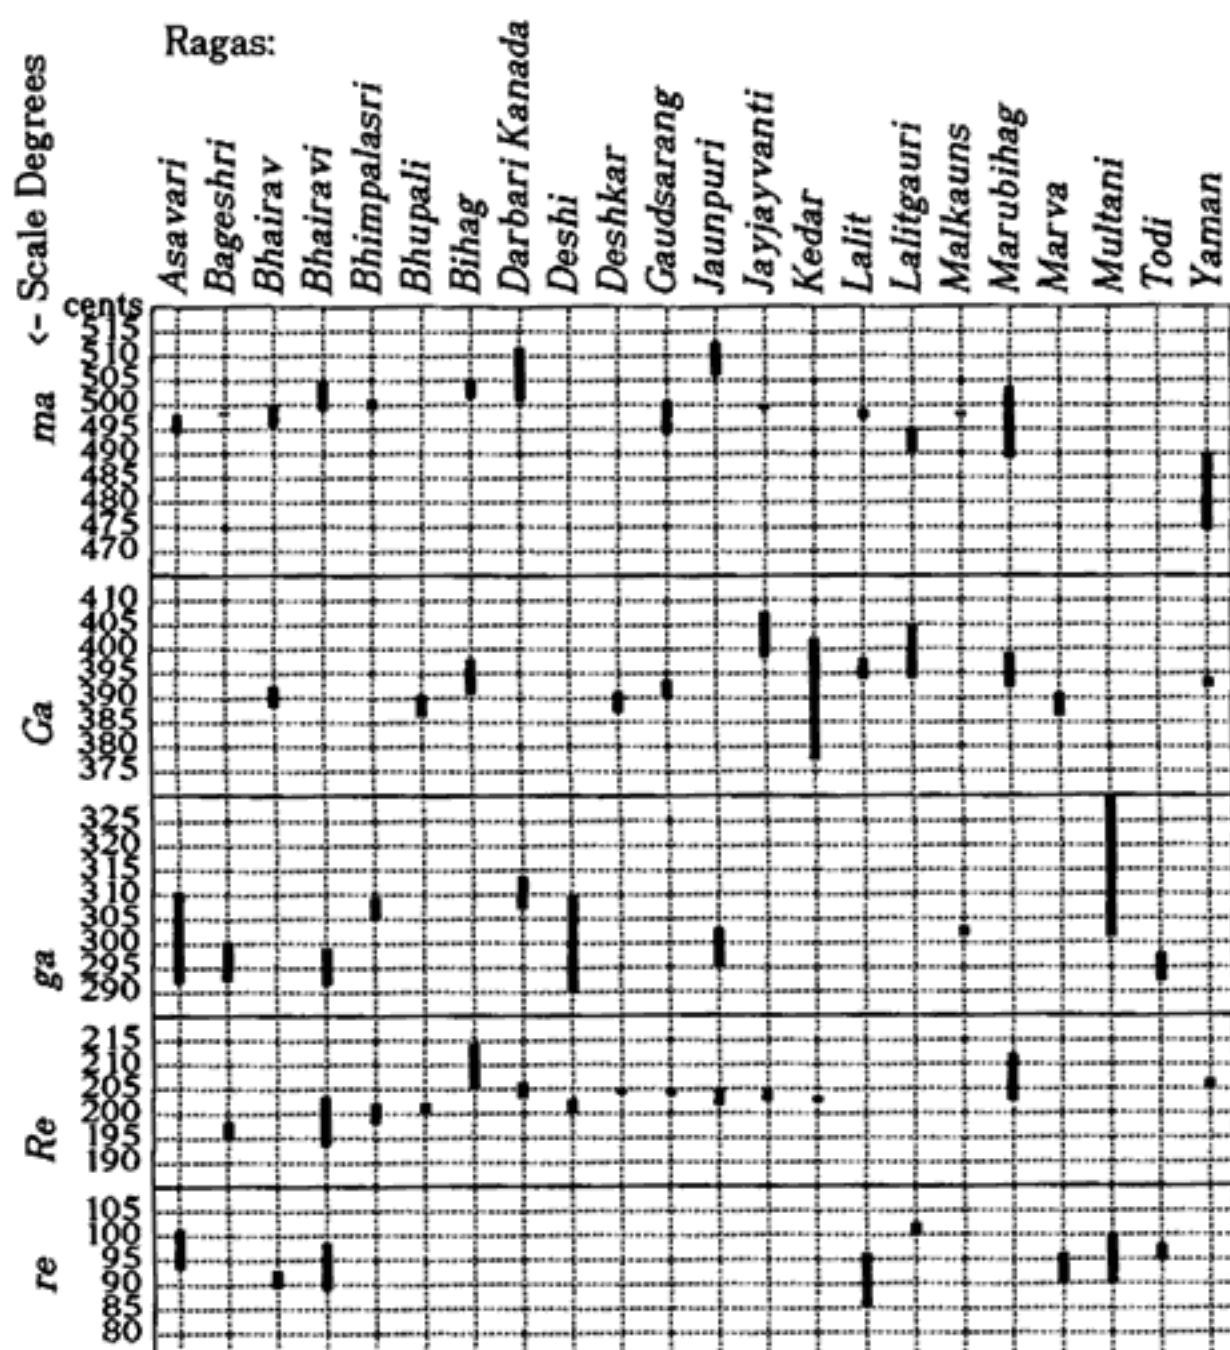 Ragas:
<- Scale Degrees
Asavari
Bageshri
Bhairav
Bhairavi
Bhimpalasri
Bhupali
Bihag
Darbari Kanada
Deshi
Deshkar
Gaudsarang
Jaunpuri
Jayjayvanti
Kedar
Lalit
Lalitgauri
Malkauns
Marubihag
Marva
Multani
Todi
Yaman
cents
ma
515
510
505
500
495
490
485
480
475
470
Ga
410
405
400
395
390
385
380
375
ga
325
320
315
310
305
300
295
290
Re
215
210
205
200
195
190
re
105
100
95
90
85
80